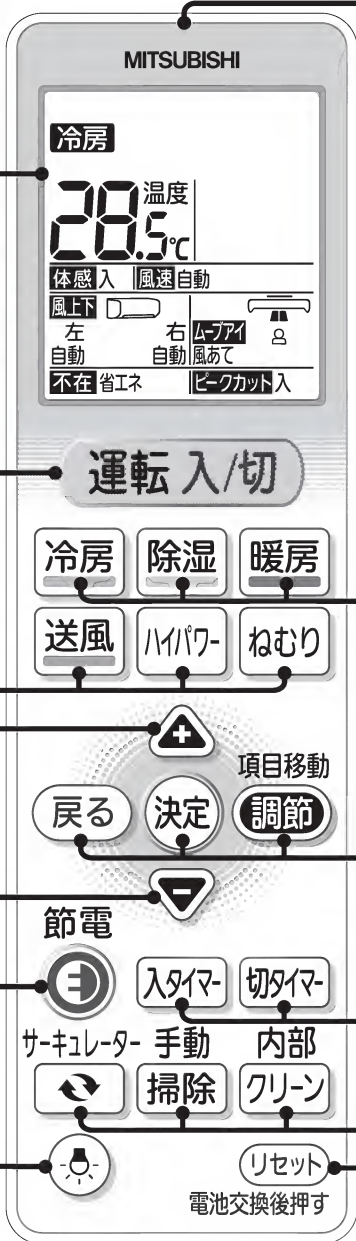 MITSUBISHI
冷房
28.5℃ 温度
体感 入 風速 自動
風上下
左 右 ムーブアイ
自動 自動 風あて
不在 省エネ ピークカット 入
運転 入/切
冷房 除湿 暖房
送風 ハイパワー ねむり
+
項目移動
戻る 決定 調節
-
節電
入タイマー 切タイマー
サーキュレーター 手動 内部
掃除 クリーン
リセット
電池交換後押す